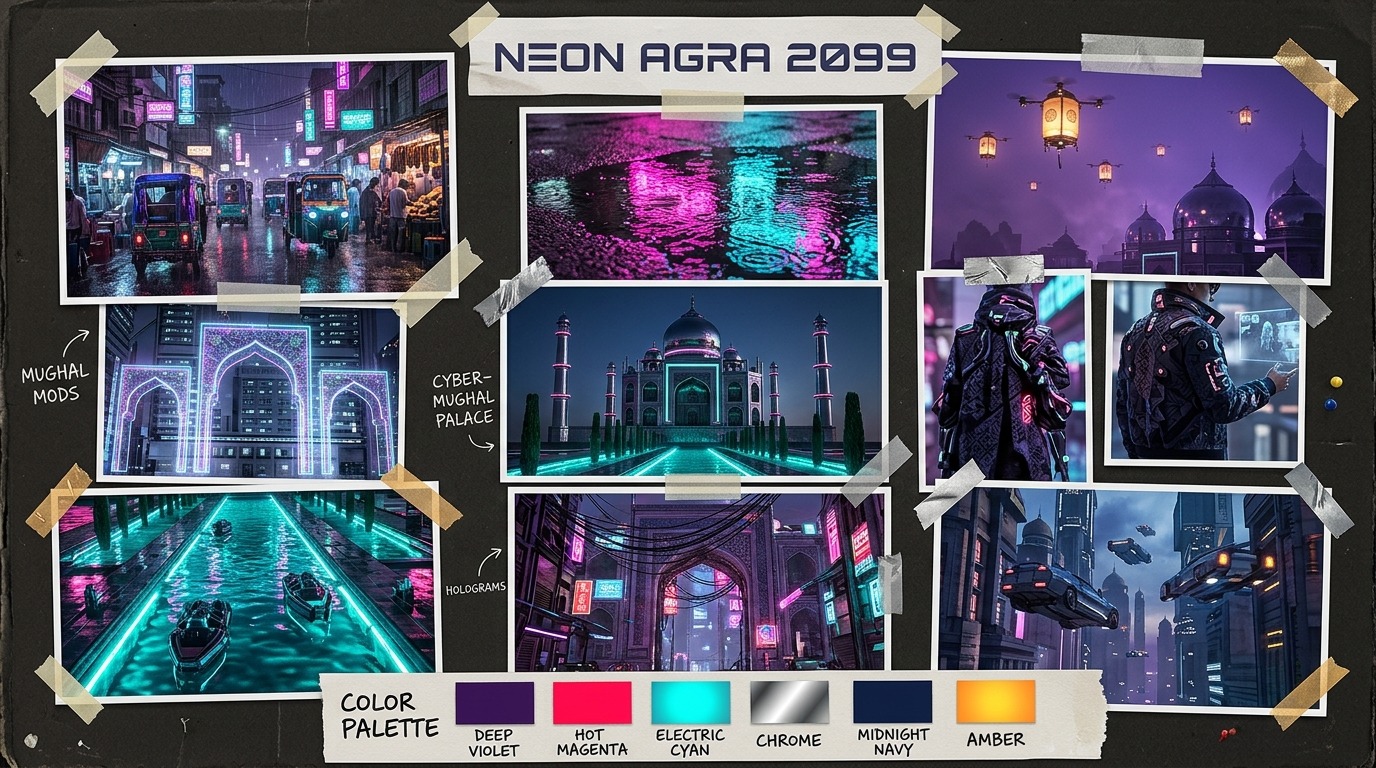 NEON AGRA 2099
MUGHAL
MODS
CYBER-
MUGHAL
PALACE
HOLOGRAMS
COLOR
PALETTE
DEEP
VIOLET
HOT
MAGENTA
ELECTRIC
CYAN
CHROME
MIDNIGHT
NAVY
AMBER